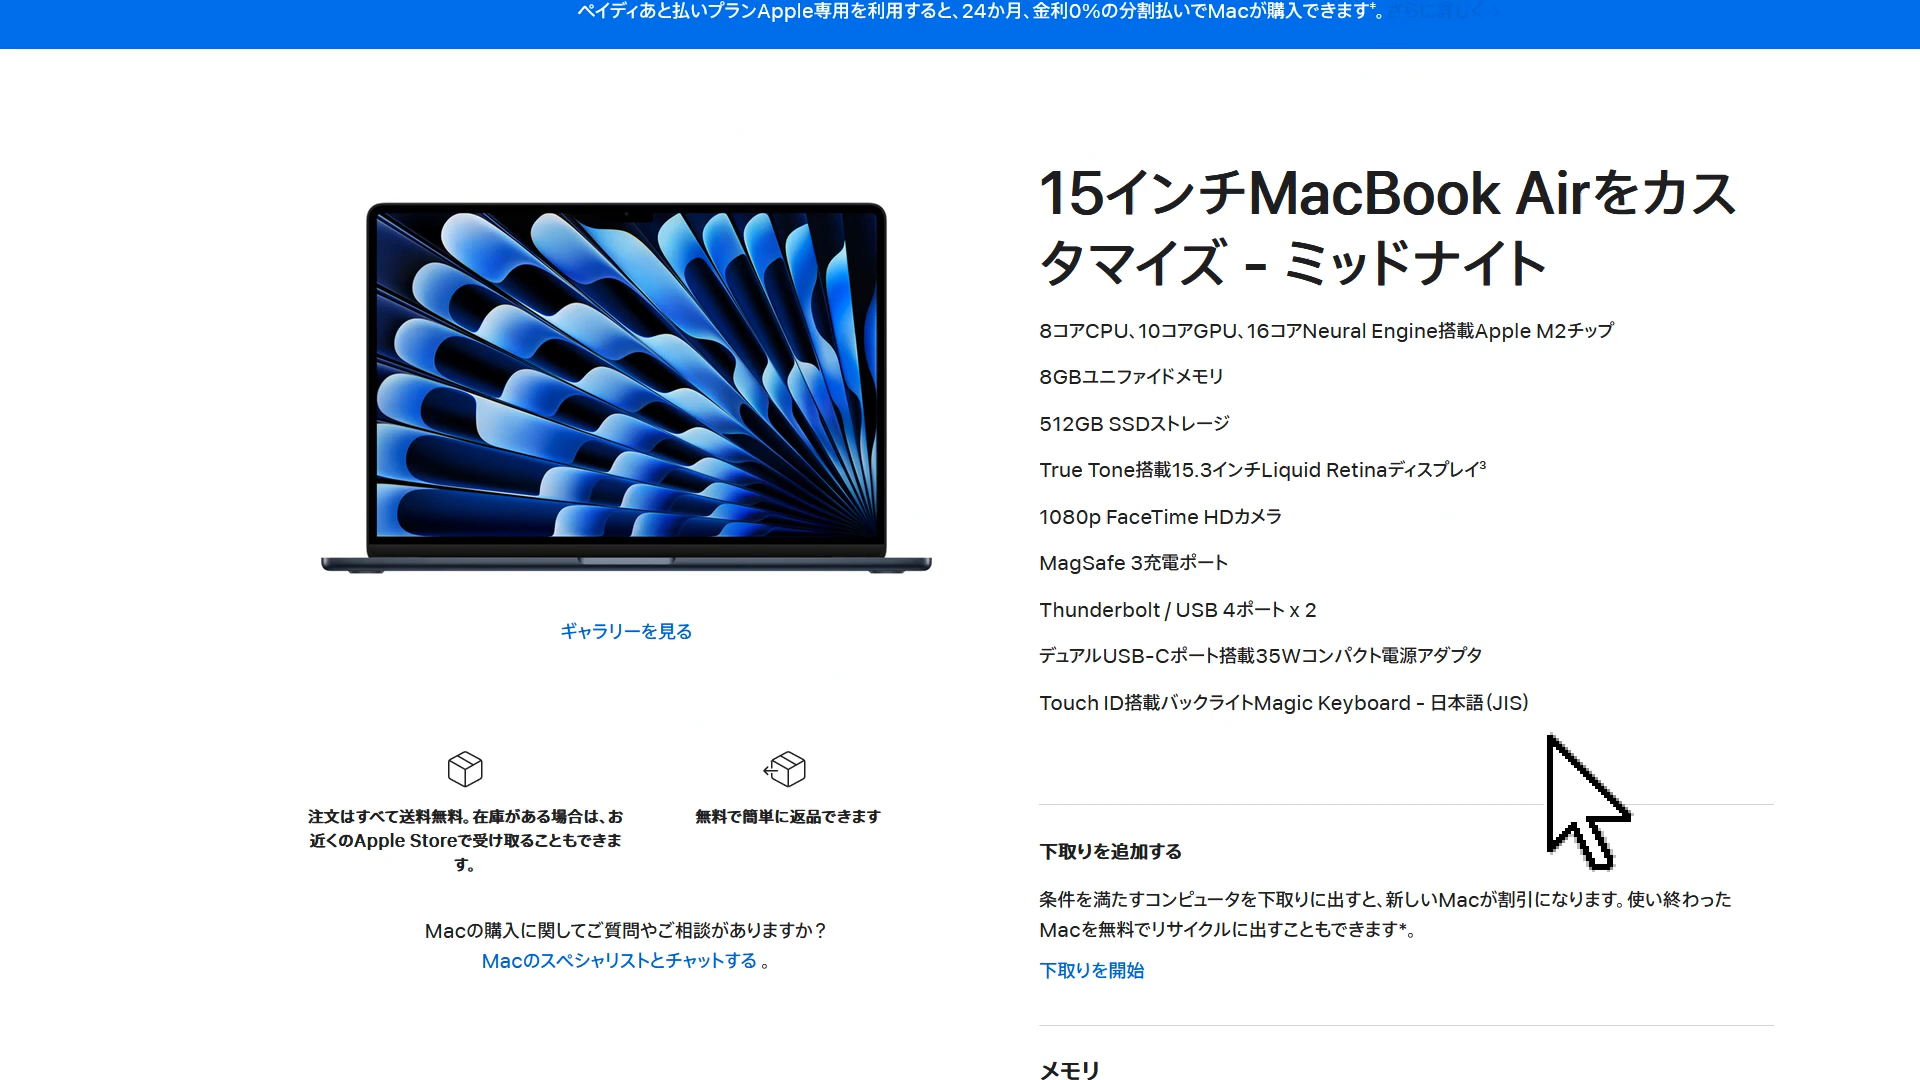 ペイディあと払いプランApple専用を利用すると、24か月、金利0%の分割払いでMacが購入できます‡。さらに詳しく >
15インチMacBook Airをカス
タマイズ - ミッドナイト
8コアCPU、10コアGPU、16コアNeural Engine搭載Apple M2チップ
8GBユニファイドメモリ
512GB SSDストレージ
True Tone搭載15.3インチLiquid Retinaディスプレイ³
1080p FaceTime HDカメラ
MagSafe 3充電ポート
Thunderbolt / USB 4ポート x 2
デュアルUSB-Cポート搭載35Wコンパクト電源アダプタ
Touch ID搭載バックライトMagic Keyboard - 日本語(JIS)
ギャラリーを見る
注文はすべて送料無料。在庫がある場合は、お
近くのApple Storeで受け取ることもできま
す。
無料で簡単に返品できます
Macの購入に関してご質問やご相談がありますか?
Macのスペシャリストとチャットする 。
下取りを追加する
条件を満たすコンピュータを下取りに出すと、新しいMacが割引になります。使い終わった
Macを無料でリサイクルに出すこともできます*。
下取りを開始
メモリ